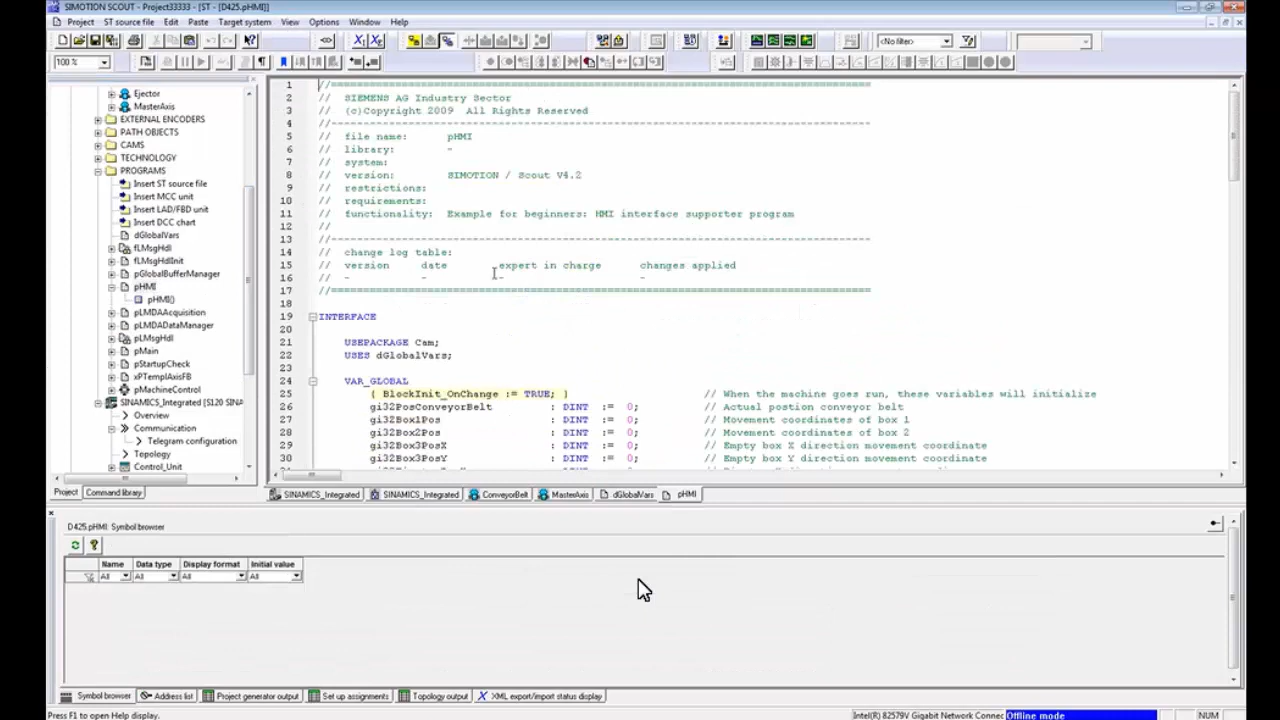 SIMOTION SCOUT - Project33333 - [ST - [D425.pHMI]]
Project ST source file Edit Paste Target system View Options Window Help
<No filter>
100 %
Ejector
MasterAxis
EXTERNAL ENCODERS
PATH OBJECTS
CAMS
TECHNOLOGY
PROGRAMS
Insert ST source file
Insert MCC unit
Insert LAD/FBD unit
Insert DCC chart
dGlobalVars
fLMsgHdl
fLMsgHdlInit
pGlobalBufferManager
pHMI
pHMI()
pLMDAAcquisition
pLMDADataManager
pLMsgHdl
pMain
pStartupCheck
xPTemplAxisFB
pMachineControl
SINAMICS_Integrated [S120 SINA
Overview
Communication
Telegram configuration
Topology
Control_Unit
Project Command library
1 //===============================================================================
2 // SIEMENS AG Industry Sector
3 // (c)Copyright 2009 All Rights Reserved
4 //-------------------------------------------------------------------------------
5 // file name: pHMI
6 // library: -
7 // system:
8 // version: SIMOTION / Scout V4.2
9 // restrictions:
10 // requirements:
11 // functionality: Example for beginners: HMI interface supporter program
12 //
13 //-------------------------------------------------------------------------------
14 // change log table:
15 // version date expert in charge changes applied
16 // - - - -
17 //===============================================================================
18
19 INTERFACE
20
21 USEPACKAGE Cam;
22 USES dGlobalVars;
23
24 VAR_GLOBAL
25 { BlockInit_OnChange := TRUE; } // When the machine goes run, these variables will initialize
26 gi32PosConveyorBelt : DINT := 0; // Actual postion conveyor belt
27 gi32Box1Pos : DINT := 0; // Movement coordinates of box 1
28 gi32Box2Pos : DINT := 0; // Movement coordinates of box 2
29 gi32Box3PosX : DINT := 0; // Empty box X direction movement coordinate
30 gi32Box3PosY : DINT := 0; // Empty box Y direction movement coordinate
SINAMICS_Integrated SINAMICS_Integrated ConveyorBelt MasterAxis dGlobalVars pHMI
D425.pHMI: Symbol browser
Name Data type Display format Initial value
All All All All
Symbol browser Address list Project generator output Set up assignments Topology output XML export/import status display
Press F1 to open Help display. Intel(R) 82579V Gigabit Network Connec Offline mode NUM